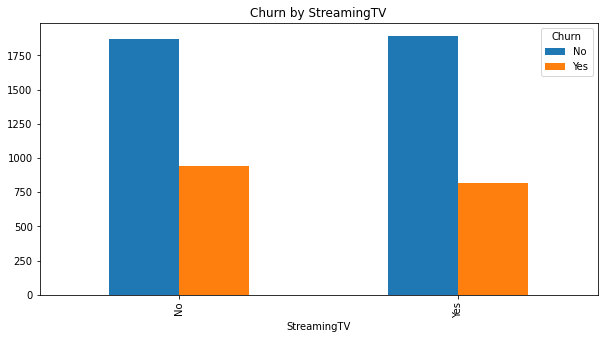 Churn by StreamingTV
Churn
No
Yes
1750
1500
1250
1000
750
500
250
0
No
Yes
StreamingTV